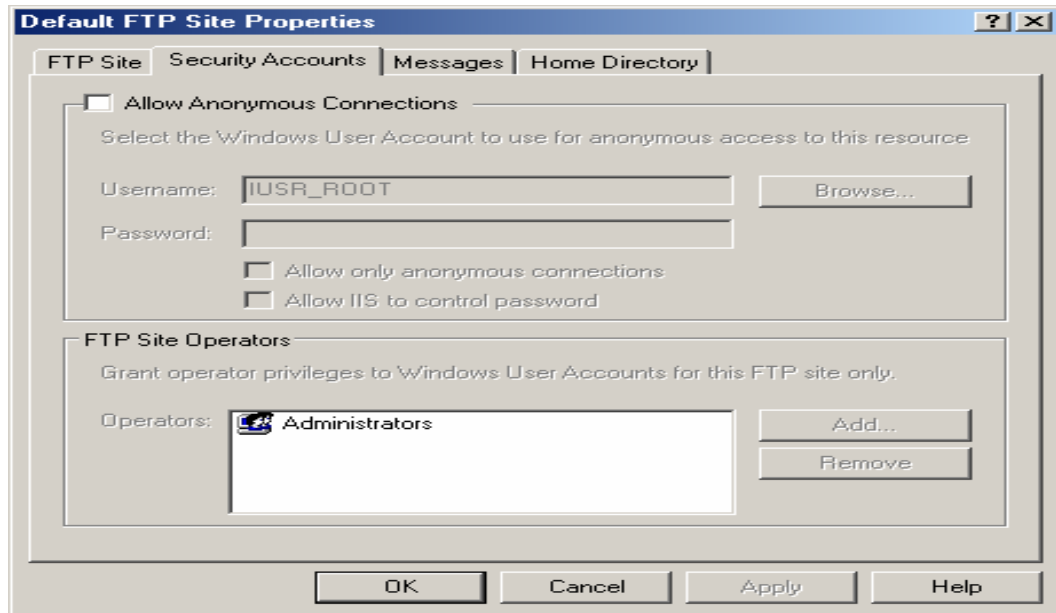 Default FTP Site Properties
FTP Site Security Accounts Messages Home Directory
Allow Anonymous Connections
Select the Windows User Account to use for anonymous access to this resource
Username: IUSR_ROOT Browse...
Password:
Allow only anonymous connections
Allow IIS to control password
FTP Site Operators
Grant operator privileges to Windows User Accounts for this FTP site only.
Operators: Administrators Add...
Remove
OK Cancel Apply Help